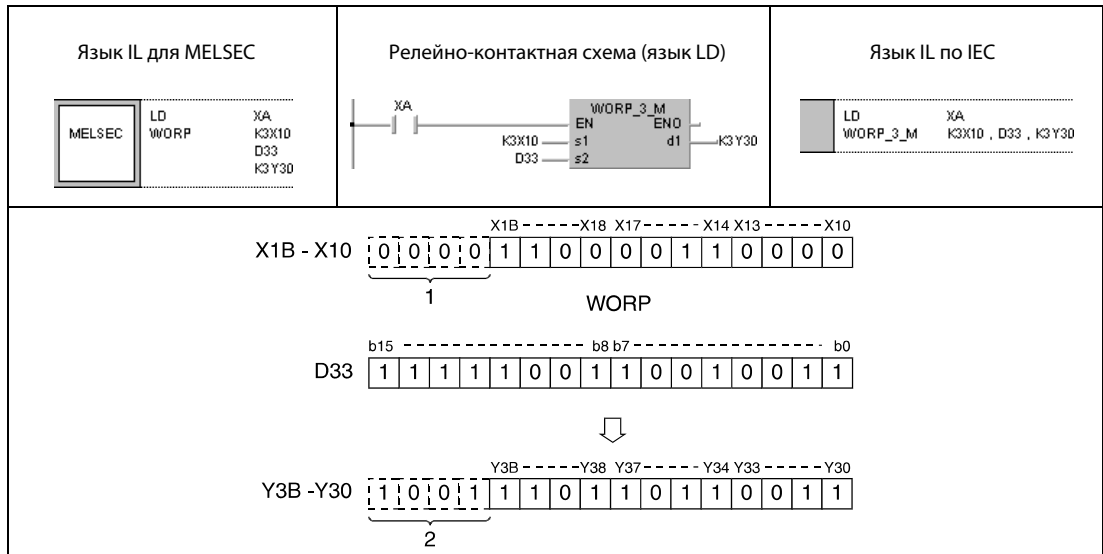 Язык IL для MELSEC
Релейно-контактная схема (язык LD)
Язык IL по IEC
MELSEC
LD XA
WORP K3X10
D33
K3Y30
XA
WORP_3_M
EN ENO
K3X10 s1 d1 K3Y30
D33 s2
LD XA
WORP_3_M K3X10 , D33 , K3Y30
X1B X18 X17 X14 X13 X10
X1B - X10 0 0 0 0 1 1 0 0 0 0 1 1 0 0 0 0
1
WORP
b15 b8 b7 b0
D33 1 1 1 1 1 0 0 1 1 0 0 1 0 0 1 1
Y3B Y38 Y37 Y34 Y33 Y30
Y3B -Y30 1 0 0 1 1 1 0 1 1 0 1 1 0 0 1 1
2